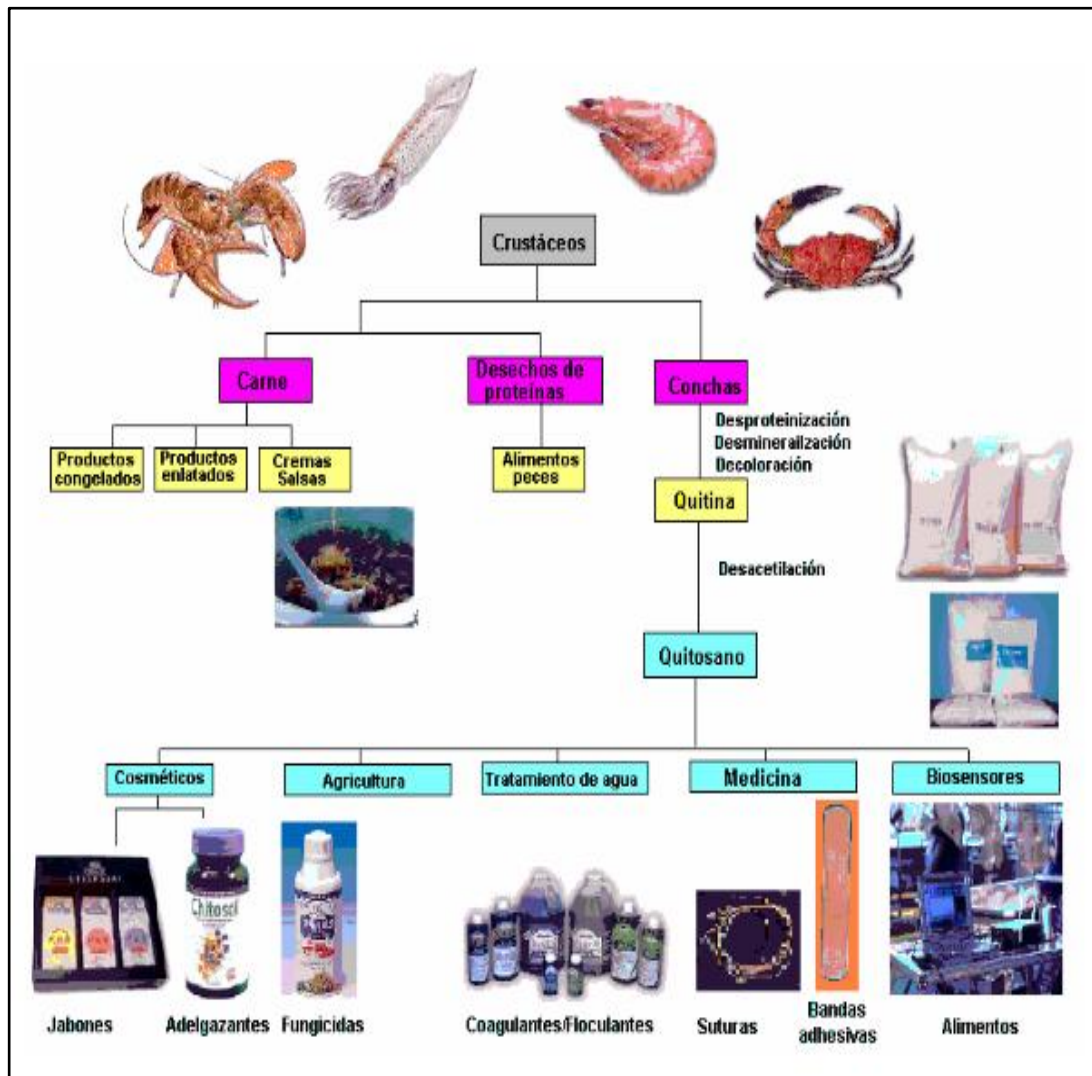 Crustáceos
Carne
Desechos de
proteínas
Conchas
Desproteinización
Desmineralización
Decoloración
Productos
congelados
Productos
enlatados
Cremas
Salsas
Alimentos
peces
Quitina
Desacetilación
Quitosano
Cosméticos
Agricultura
Tratamiento de agua
Medicina
Biosensores
Chitosol
Jabones
Adelgazantes
Fungicidas
Coagulantes/Floculantes
Suturas
Bandas
adhesivas
Alimentos